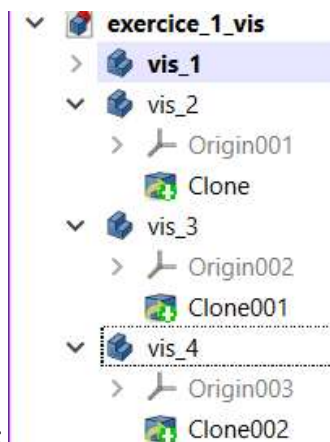 exercice_1_vis
vis_1
vis_2
Origin001
Clone
vis_3
Origin002
Clone001
vis_4
Origin003
Clone002